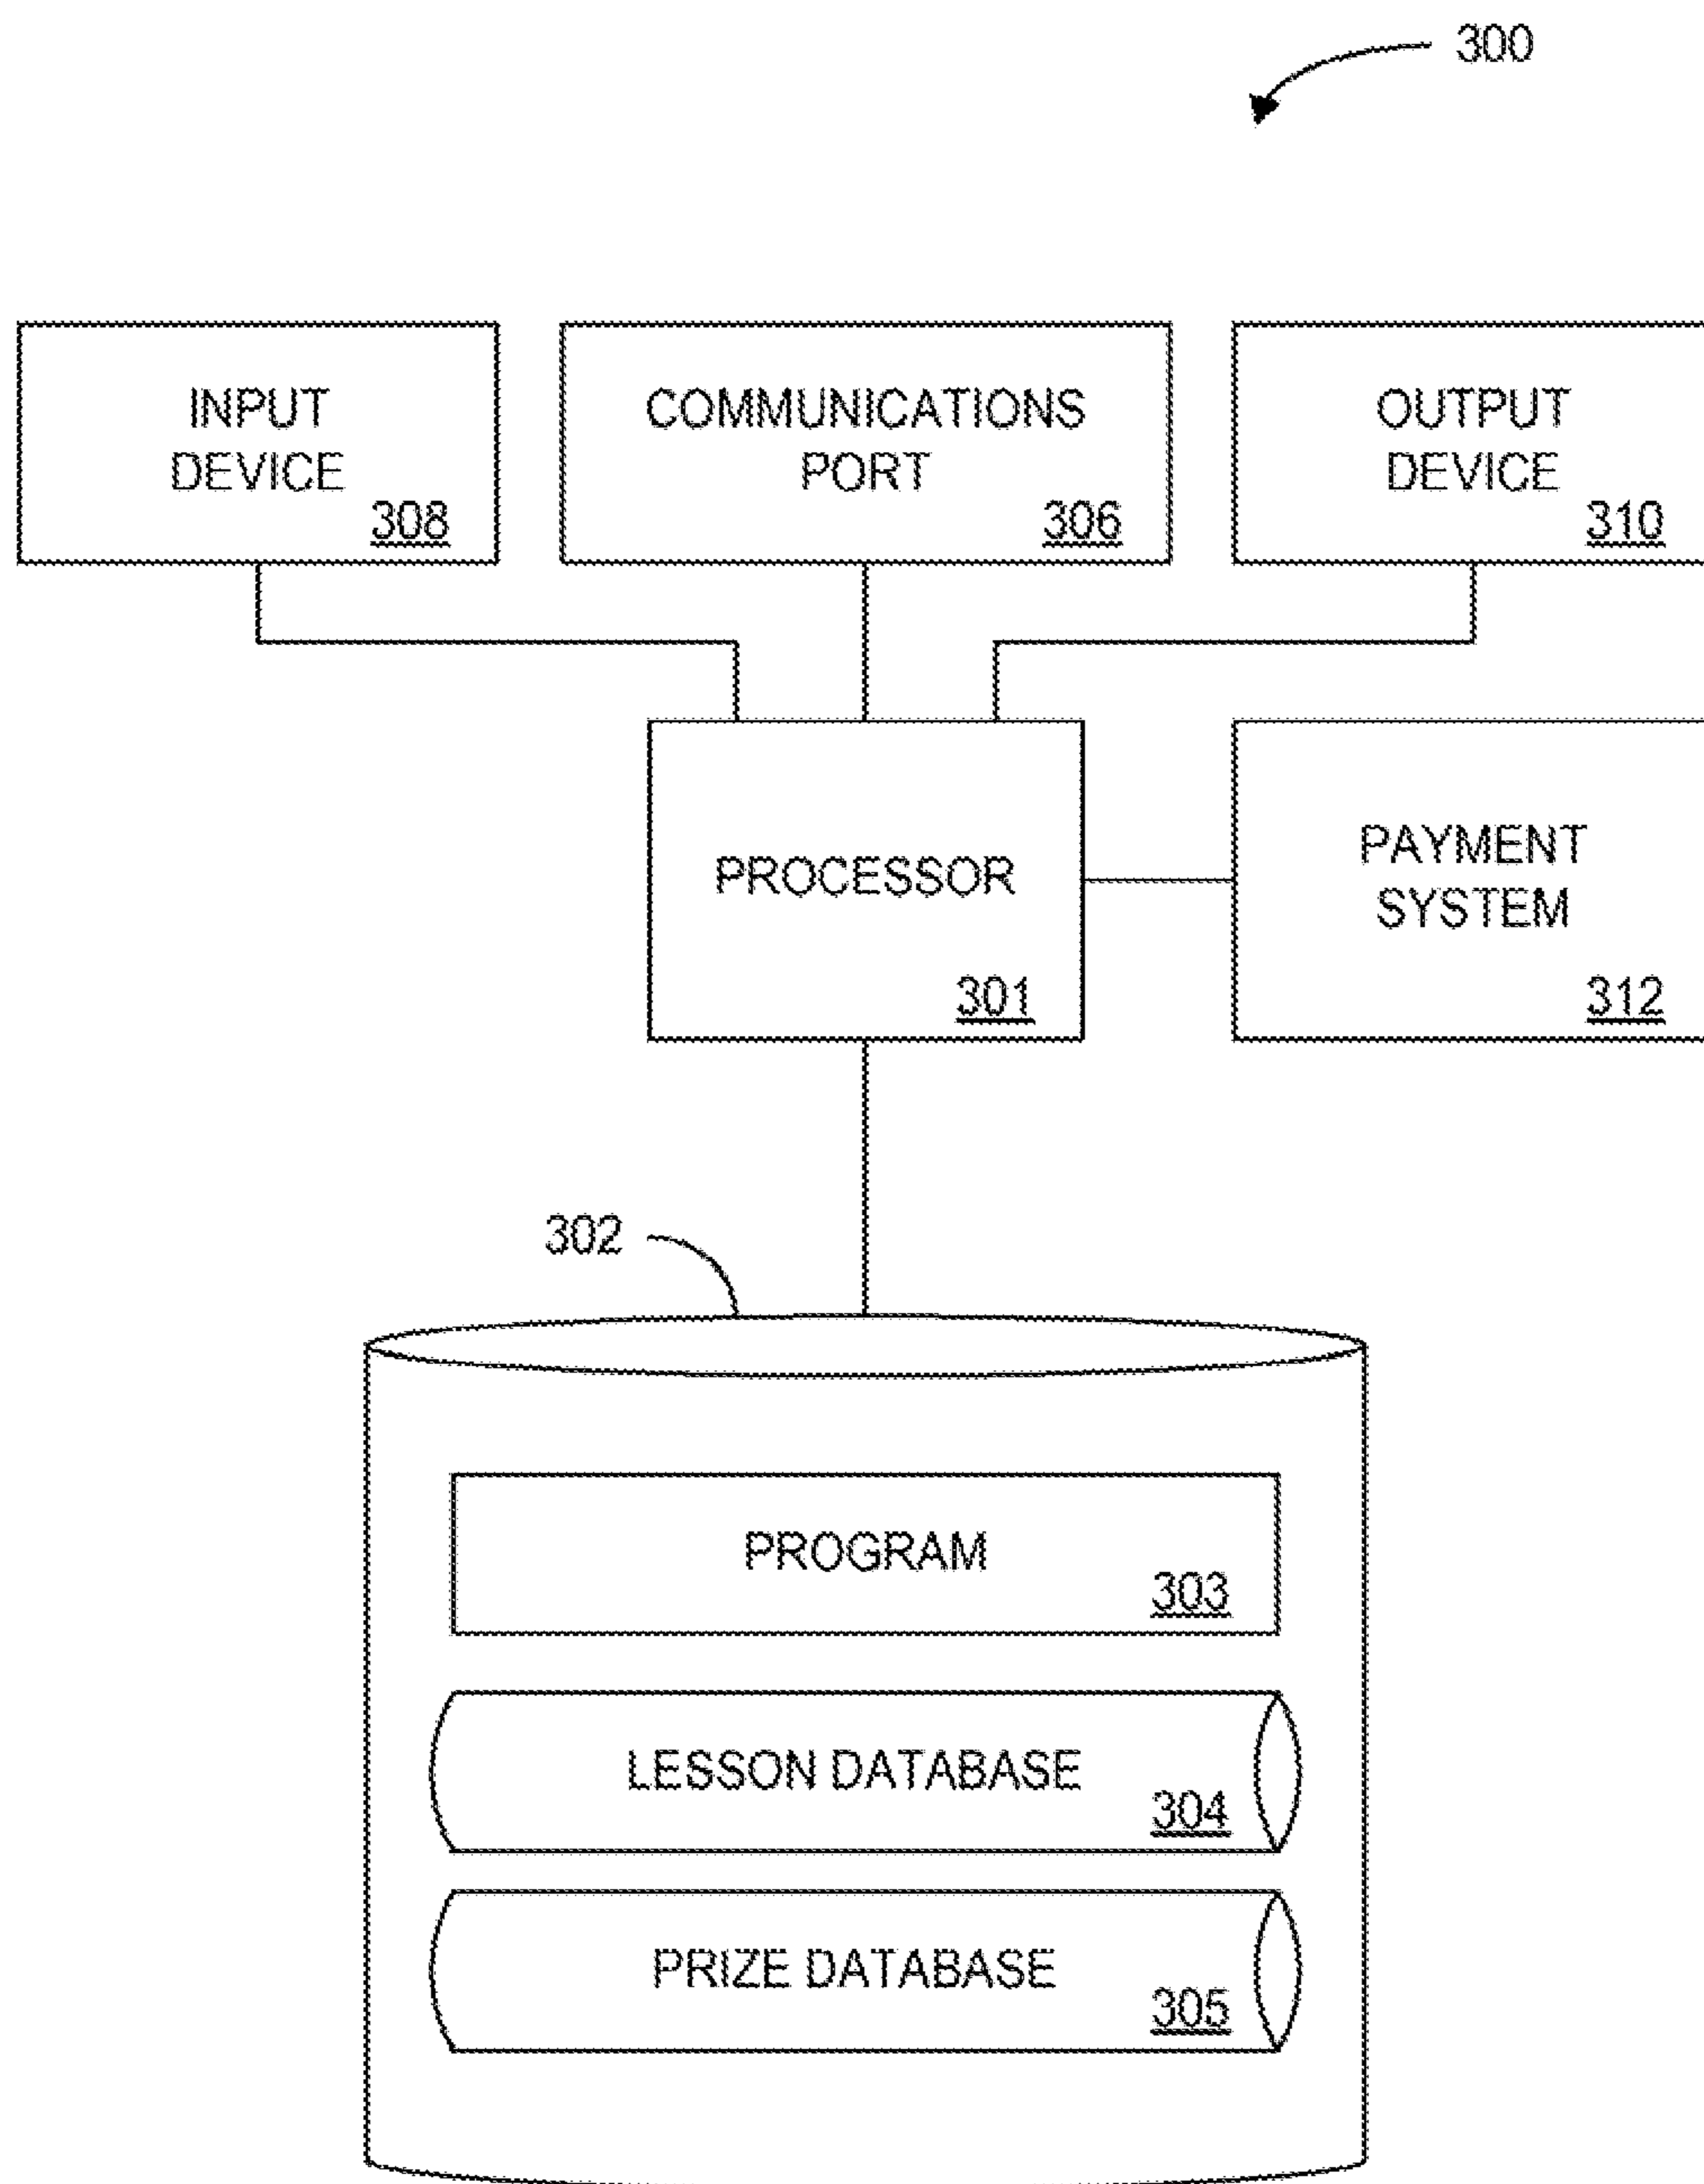 300
INPUT
DEVICE
308
COMMUNICATIONS
PORT
306
OUTPUT
DEVICE
310
PROCESSOR
301
PAYMENT
SYSTEM
312
302
PROGRAM
303
LESSON DATABASE
304
PRIZE DATABASE
305